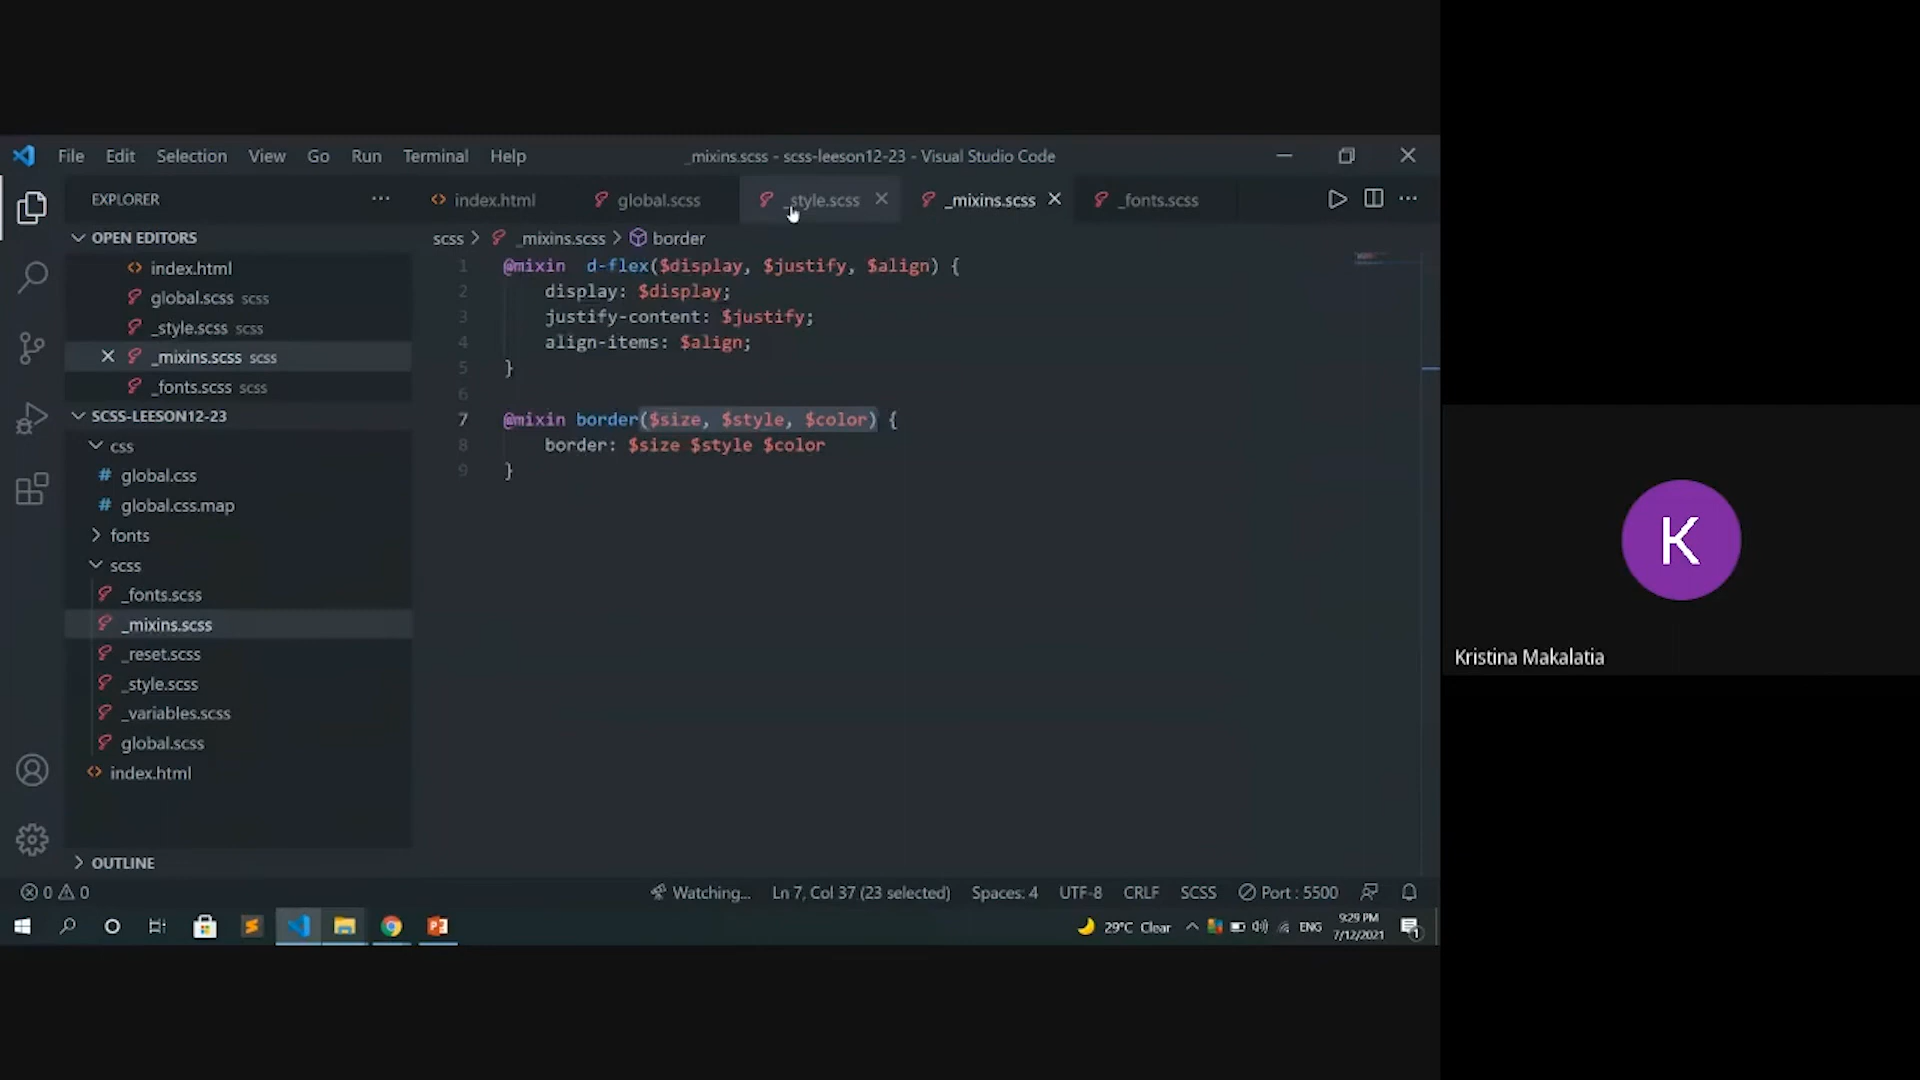 File Edit Selection View Go Run Terminal Help
_mixins.scss - scss-leeson12-23 - Visual Studio Code
EXPLORER
index.html
global.scss
_style.scss
_mixins.scss
_fonts.scss
OPEN EDITORS
index.html
global.scss scss
_style.scss scss
_mixins.scss scss
_fonts.scss scss
SCSS-LEESON12-23
css
global.css
global.css.map
fonts
scss
_fonts.scss
_mixins.scss
_reset.scss
_style.scss
_variables.scss
global.scss
index.html
OUTLINE
scss > _mixins.scss > border
1 @mixin  d-flex($display, $justify, $align) {
2 display: $display;
3 justify-content: $justify;
4 align-items: $align;
5 }
6
7 @mixin border($size, $style, $color) {
8 border: $size $style $color
9 }
0 0
Watching... Ln 7, Col 37 (23 selected) Spaces: 4 UTF-8 CRLF SCSS Port : 5500
29°C Clear ENG
9:29 PM
7/12/2021
1
K
Kristina Makalatia